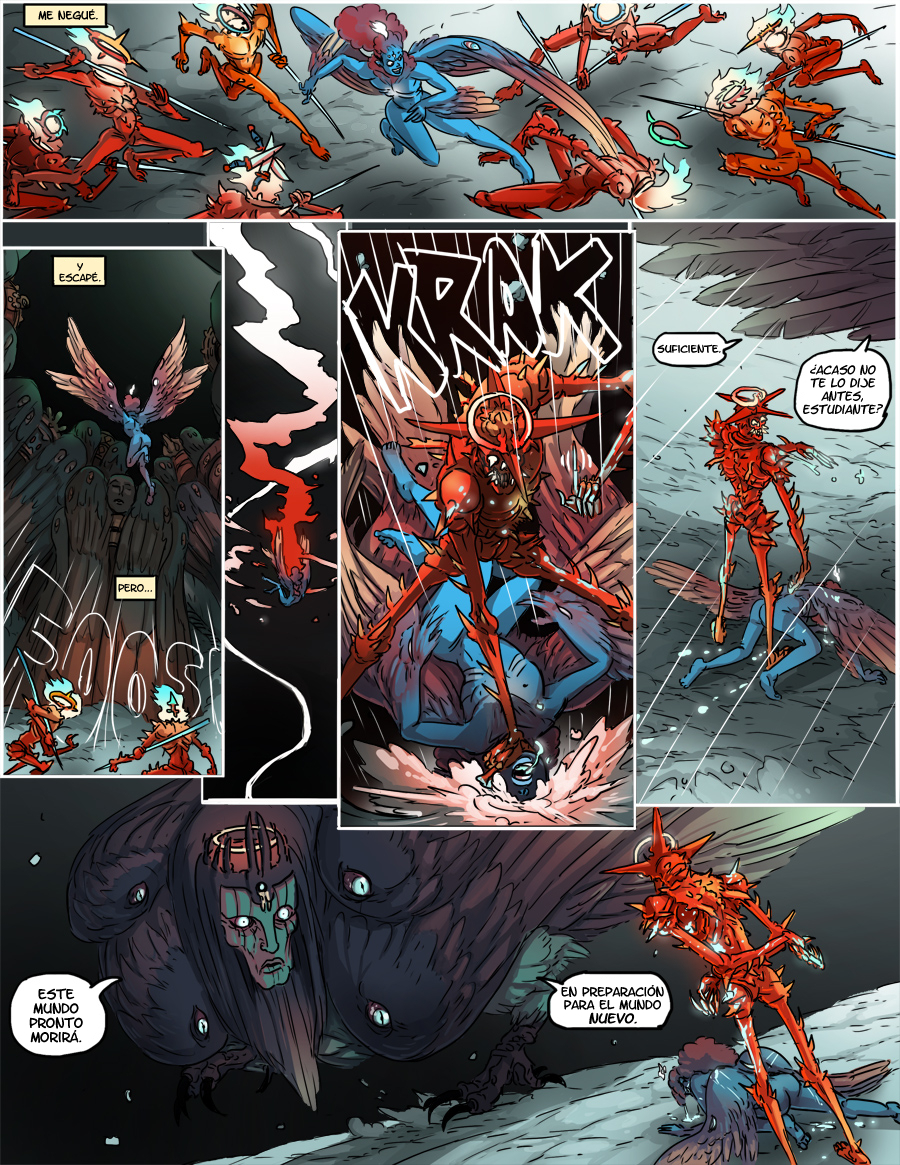 ME NEGUÉ.
Y
ESCAPÉ.
PERO...
FOOOSH
KRAK
SUFICIENTE.
¿ACASO NO
TE LO DIJE
ANTES,
ESTUDIANTE?
ESTE
MUNDO
PRONTO
MORIRÁ.
EN PREPARACIÓN
PARA EL MUNDO
NUEVO.